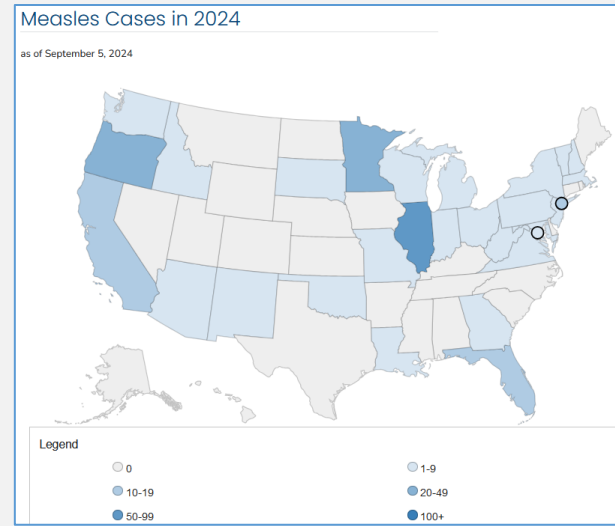 Measles Cases in 2024
as of September 5, 2024
Legend
0
1-9
10-19
20-49
50-99
100+